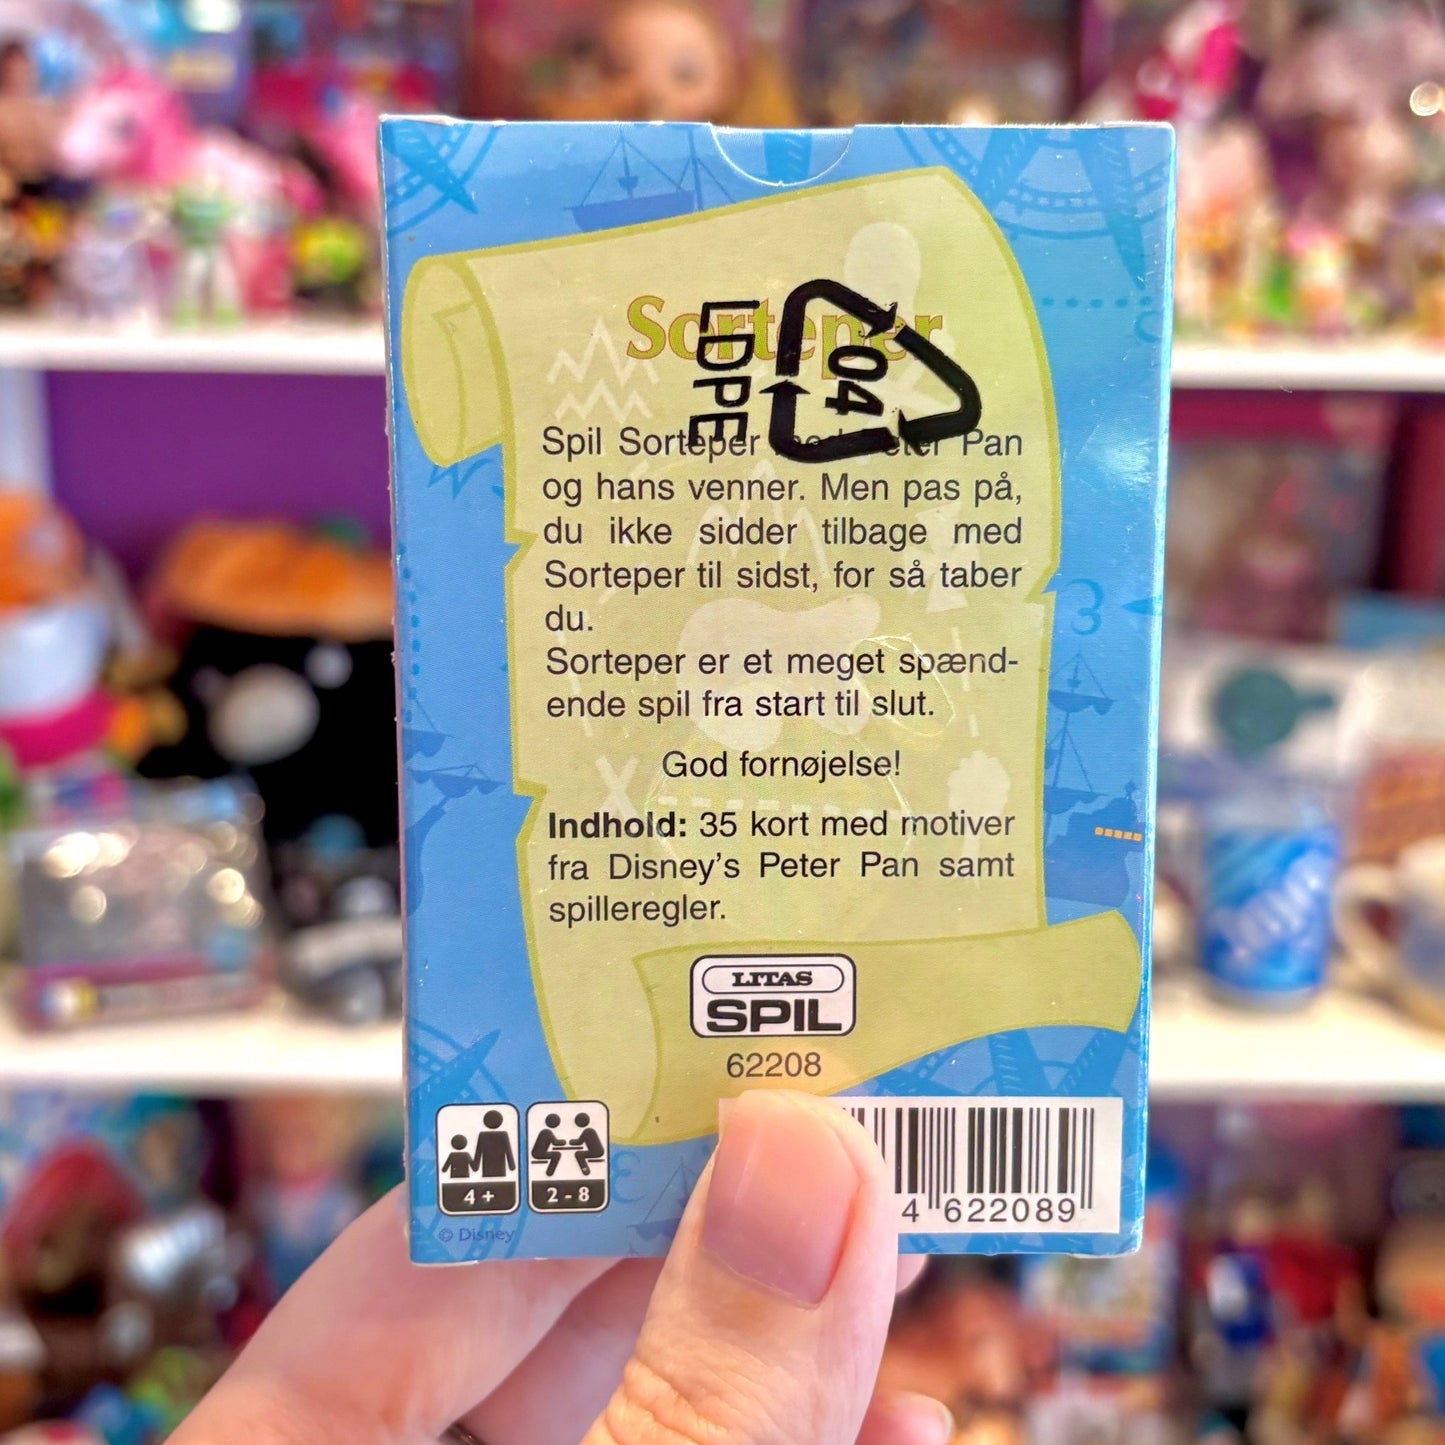 Sorteper
LDPE
04
Spil Sorteper med Peter Pan
og hans venner. Men pas på,
du ikke sidder tilbage med
Sorteper til sidst, for så taber
du.
Sorteper er et meget spænd-
ende spil fra start til slut.
God fornøjelse!
Indhold: 35 kort med motiver
fra Disney's Peter Pan samt
spilleregler.
LITAS
SPIL
62208
4+
2 - 8
© Disney
4 622089
3